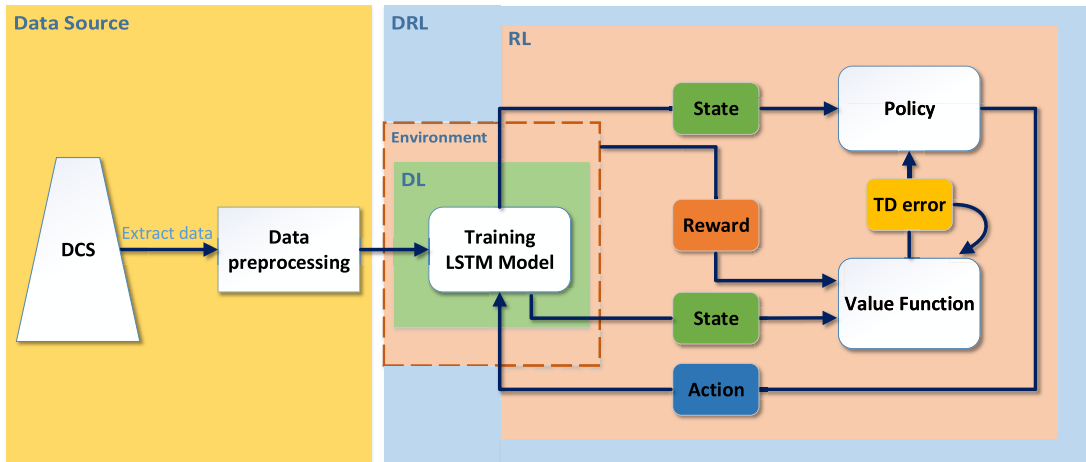 Data Source
DRL
RL
State
Policy
Environment
DL
TD error
Reward
Training
LSTM Model
Extract data
DCS
Data
preprocessing
State
Value Function
Action